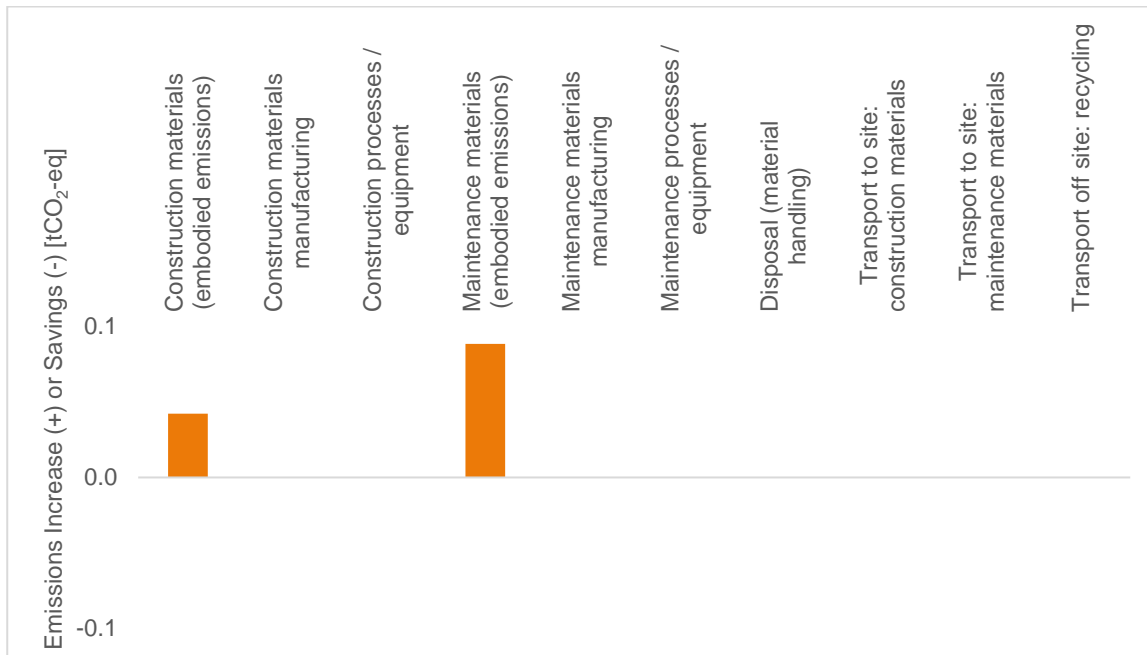 Emissions Increase (+) or Savings (-) [tCO₂-eq]
Construction materials
(embodied emissions)
Construction materials
manufacturing
Construction processes /
equipment
Maintenance materials
(embodied emissions)
Maintenance materials
manufacturing
Maintenance processes /
equipment
Disposal (material
handling)
Transport to site:
construction materials
Transport to site:
maintenance materials
Transport off site: recycling
0.1
0.0
-0.1